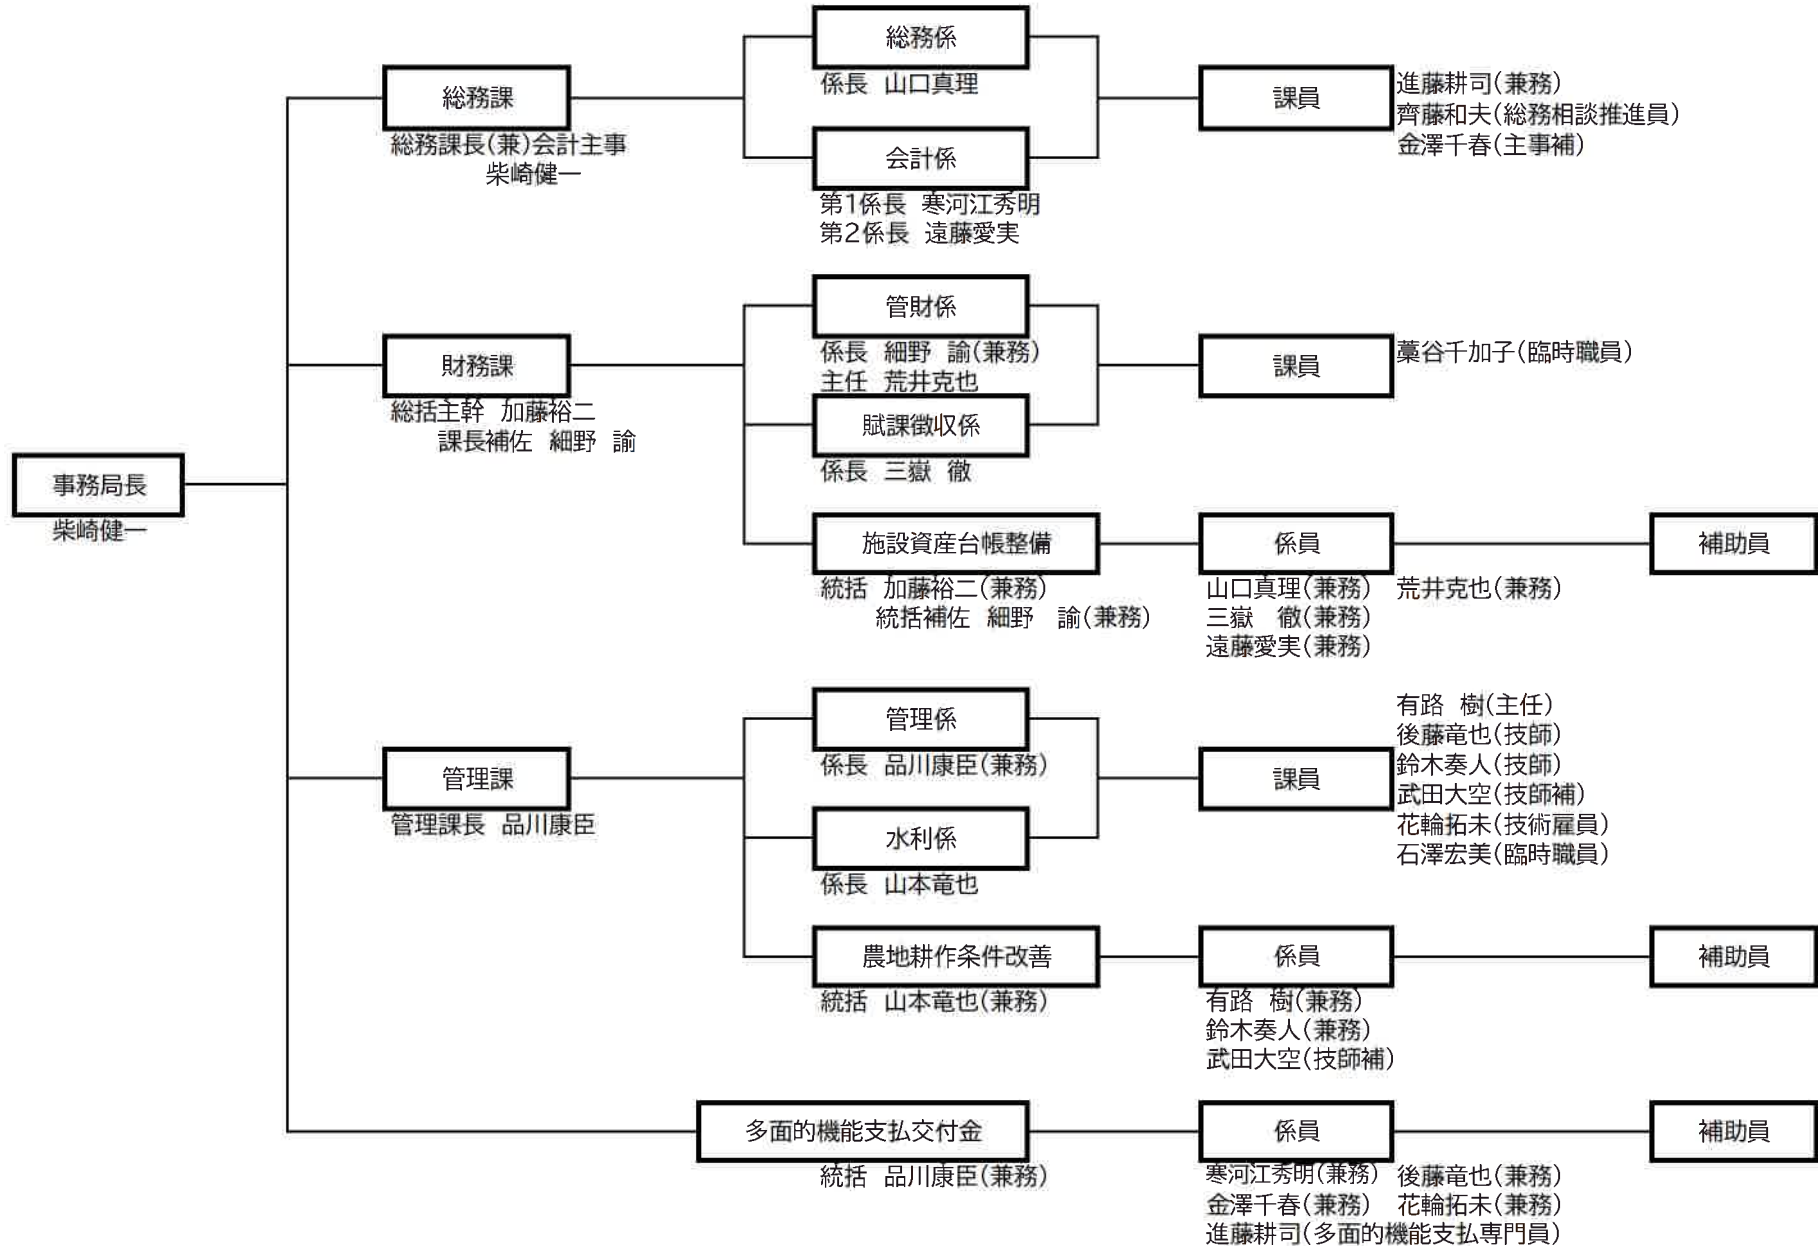 事務局長
柴崎健一
総務課
総務課長(兼)会計主事
柴崎健一
総務係
係長　山口真理
会計係
第1係長　寒河江秀明
第2係長　遠藤愛実
課員
進藤耕司(兼務)
齊藤和夫(総務相談推進員)
金澤千春(主事補)
財務課
総括主幹　加藤裕二
課長補佐　細野　諭
管財係
係長　細野　諭(兼務)
主任　荒井克也
賦課徴収係
係長　三嶽　徹
課員
藁谷千加子(臨時職員)
施設資産台帳整備
統括　加藤裕二(兼務)
統括補佐　細野　諭(兼務)
係員
山口真理(兼務)　荒井克也(兼務)
三嶽　徹(兼務)
遠藤愛実(兼務)
補助員
管理課
管理課長　品川康臣
管理係
係長　品川康臣(兼務)
水利係
係長　山本竜也
課員
有路　樹(主任)
後藤竜也(技師)
鈴木奏人(技師)
武田大空(技師補)
花輪拓未(技術雇員)
石澤宏美(臨時職員)
農地耕作条件改善
統括　山本竜也(兼務)
係員
有路　樹(兼務)
鈴木奏人(兼務)
武田大空(技師補)
補助員
多面的機能支払交付金
統括　品川康臣(兼務)
係員
寒河江秀明(兼務)　後藤竜也(兼務)
金澤千春(兼務)　花輪拓未(兼務)
進藤耕司(多面的機能支払専門員)
補助員